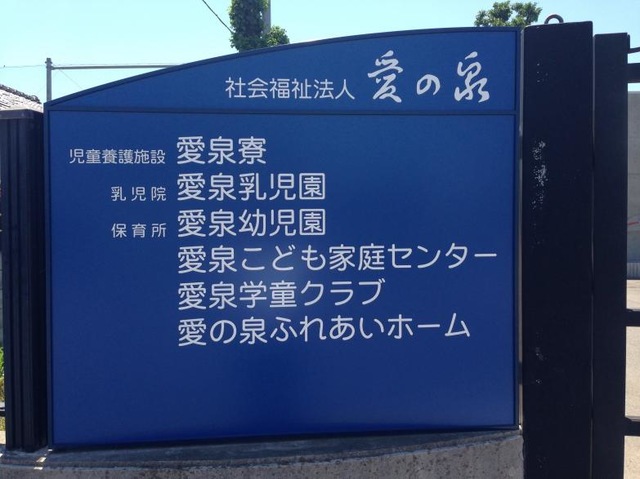 社会福祉法人 愛の泉
児童養護施設 愛泉寮
乳児院 愛泉乳児園
保育所 愛泉幼児園
愛泉こども家庭センター
愛泉学童クラブ
愛の泉ふれあいホーム